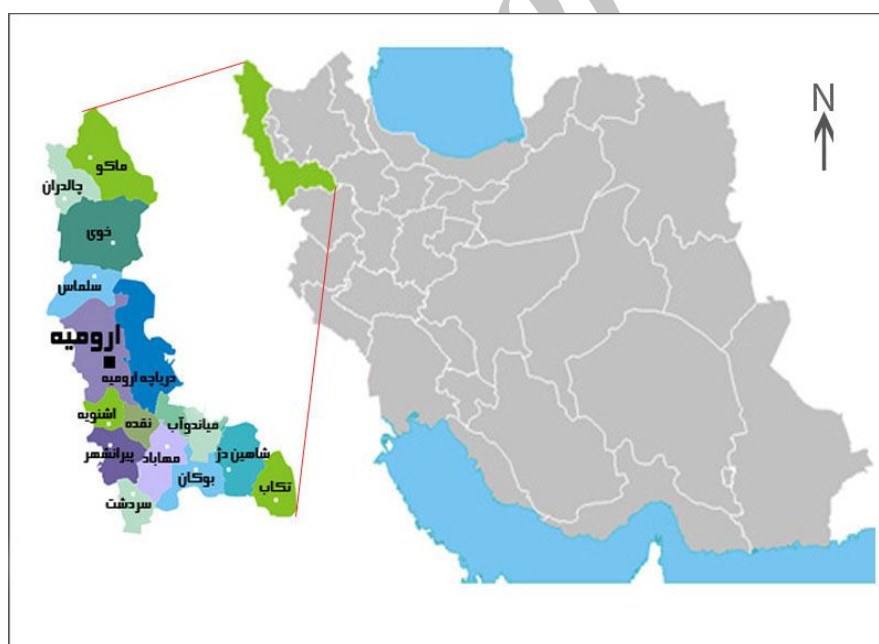 N
ماکو
چالدران
خوی
سلماس
ارومیه
دریاچه ارومیه
اشنویه
نقده
میاندوآب
پیرانشهر
مهاباد
شاهین دژ
بوکان
تکاب
سردشت